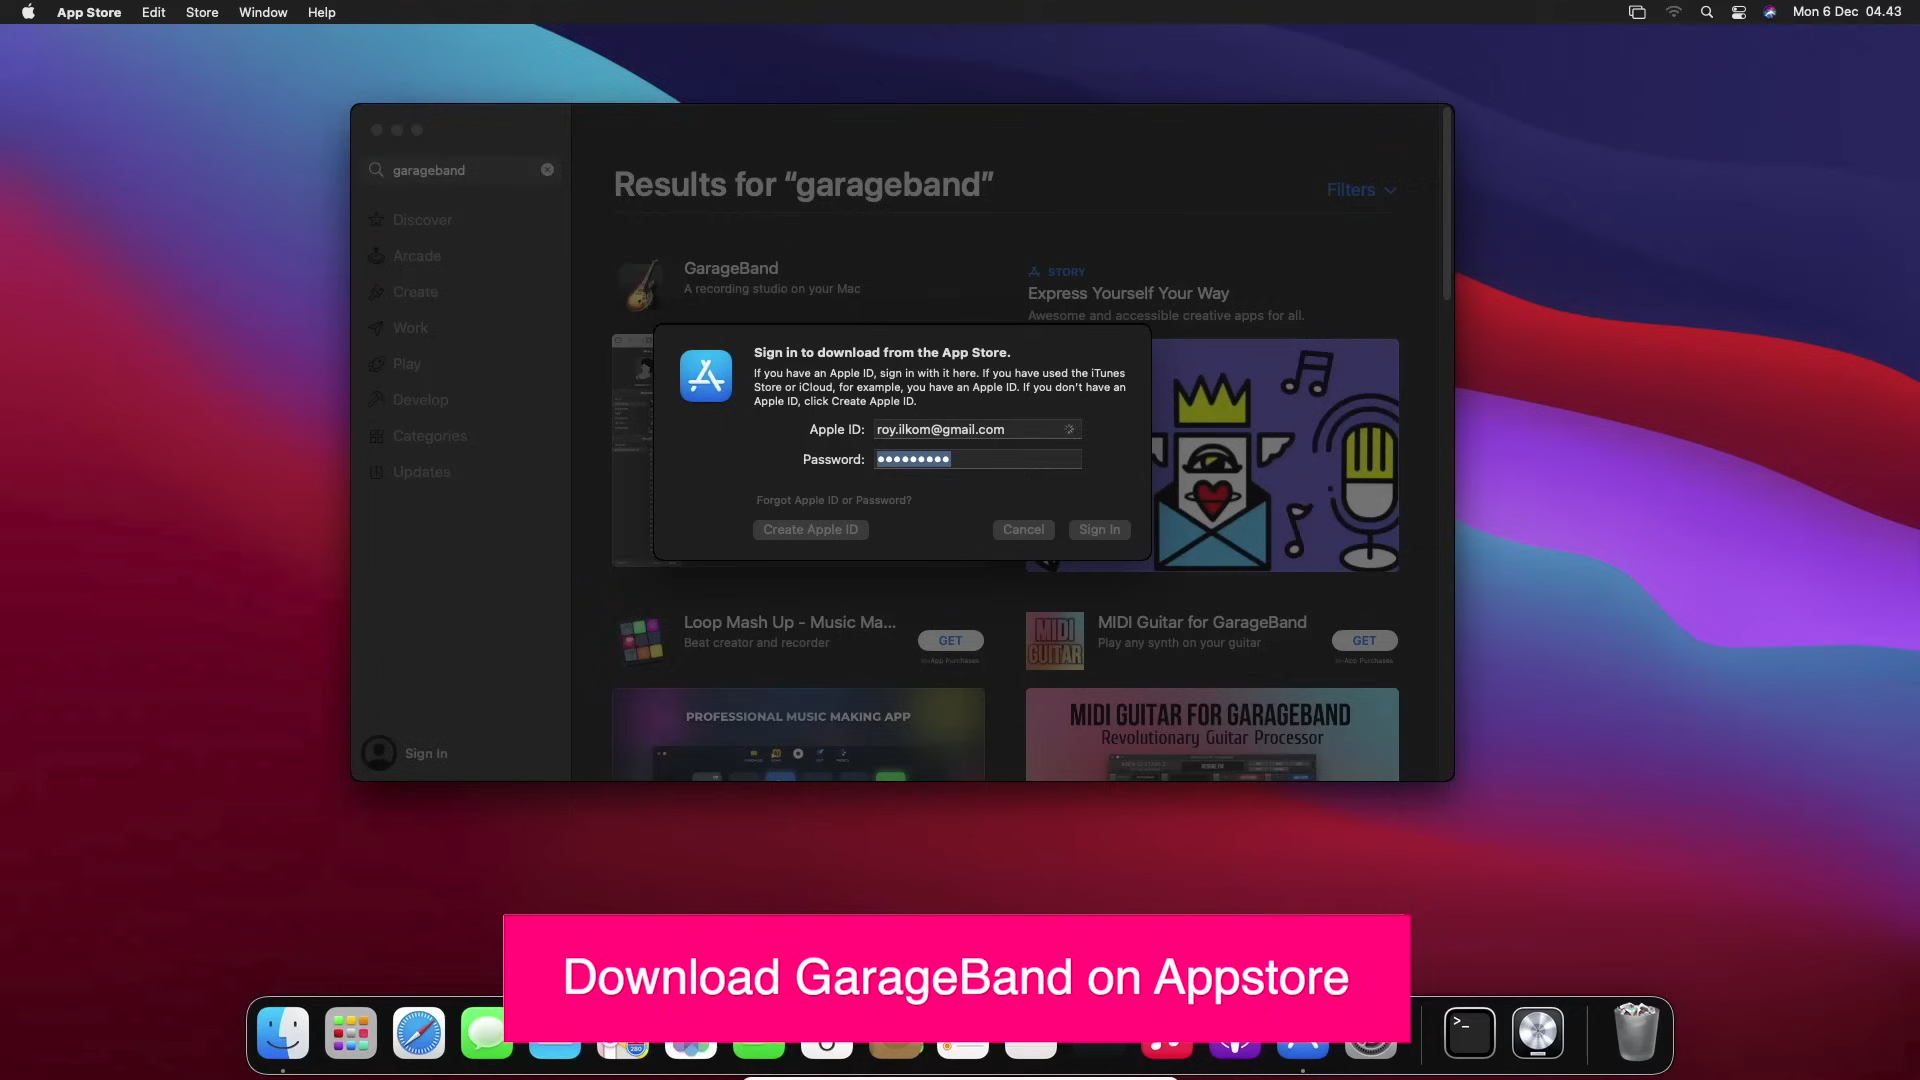 App Store Edit Store Window Help
Mon 6 Dec 04.43
garageband
Discover
Arcade
Create
Work
Play
Develop
Categories
Updates
Sign In
Results for “garageband”
Filters
GarageBand
A recording studio on your Mac
STORY
Express Yourself Your Way
Awesome and accessible creative apps for all.
Sign in to download from the App Store.
If you have an Apple ID, sign in with it here. If you have used the iTunes
Store or iCloud, for example, you have an Apple ID. If you don’t have an
Apple ID, click Create Apple ID.
Apple ID: roy.ilkom@gmail.com
Password: •••••••••
Forgot Apple ID or Password?
Create Apple ID Cancel Sign In
Loop Mash Up - Music Ma...
Beat creator and recorder
GET
In-App Purchases
MIDI Guitar for GarageBand
Play any synth on your guitar
GET
In-App Purchases
MIDI
GUITAR
PROFESSIONAL MUSIC MAKING APP
MIDI GUITAR FOR GARAGEBAND
Revolutionary Guitar Processor
Download GarageBand on Appstore
280
>_